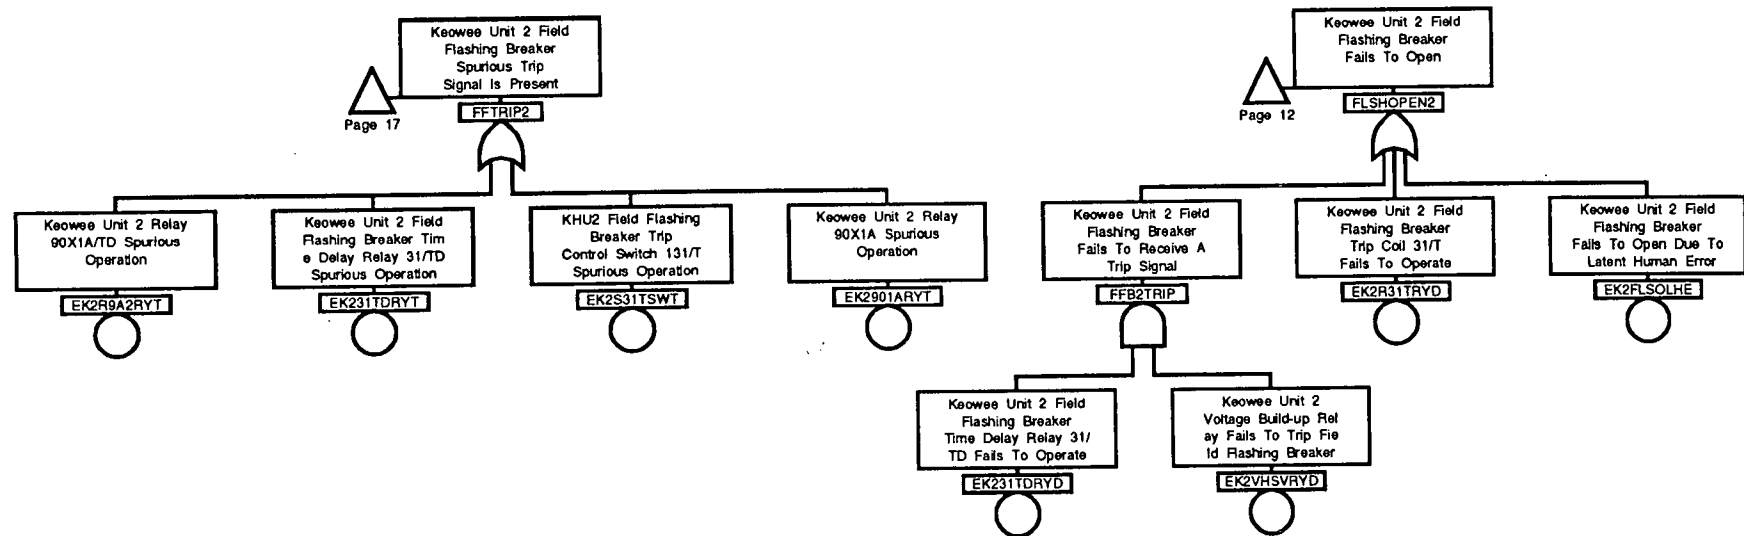 Keowee Unit 2 Field
Flashing Breaker
Spurious Trip
Signal Is Present
Page 17
FFTRIP2
Keowee Unit 2 Relay
90X1A/TD Spurious
Operation
EK2R9A2RYT
Keowee Unit 2 Field
Flashing Breaker Tim
e Delay Relay 31/TD
Spurious Operation
EK231TDRYT
KHU2 Field Flashing
Breaker Trip
Control Switch 131/T
Spurious Operation
EK2S31TSWT
Keowee Unit 2 Relay
90X1A Spurious
Operation
EK2901ARYT
Keowee Unit 2 Field
Flashing Breaker
Fails To Open
Page 12
FLSHOPEN2
Keowee Unit 2 Field
Flashing Breaker
Fails To Receive A
Trip Signal
FFB2TRIP
Keowee Unit 2 Field
Flashing Breaker
Trip Coil 31/T
Fails To Operate
EK2R31TRYD
Keowee Unit 2 Field
Flashing Breaker
Fails To Open Due To
Latent Human Error
EK2FLSOLHE
Keowee Unit 2 Field
Flashing Breaker
Time Delay Relay 31/
TD Fails To Operate
EK231TDRYD
Keowee Unit 2
Voltage Build-up Rel
ay Fails To Trip Fie
ld Flashing Breaker
EK2VHSVRYD